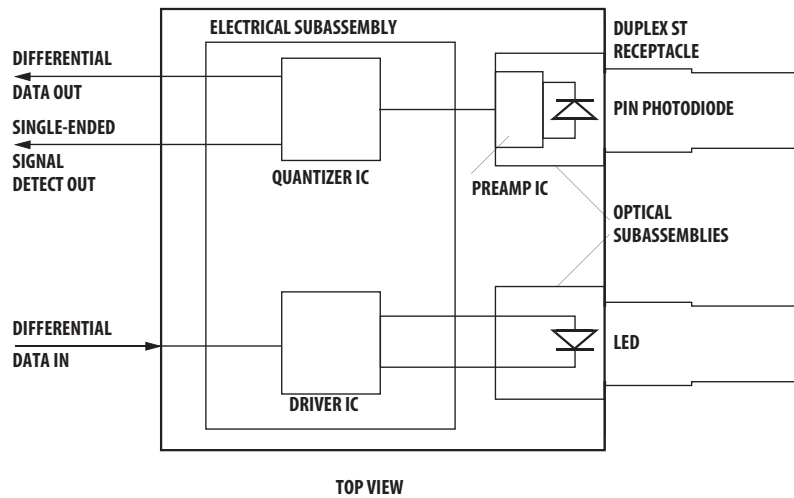 ELECTRICAL SUBASSEMBLY
DUPLEX ST
RECEPTACLE
DIFFERENTIAL
DATA OUT
SINGLE-ENDED
SIGNAL
DETECT OUT
QUANTIZER IC
PREAMP IC
PIN PHOTODIODE
OPTICAL
SUBASSEMBLIES
DIFFERENTIAL
DATA IN
DRIVER IC
LED
TOP VIEW